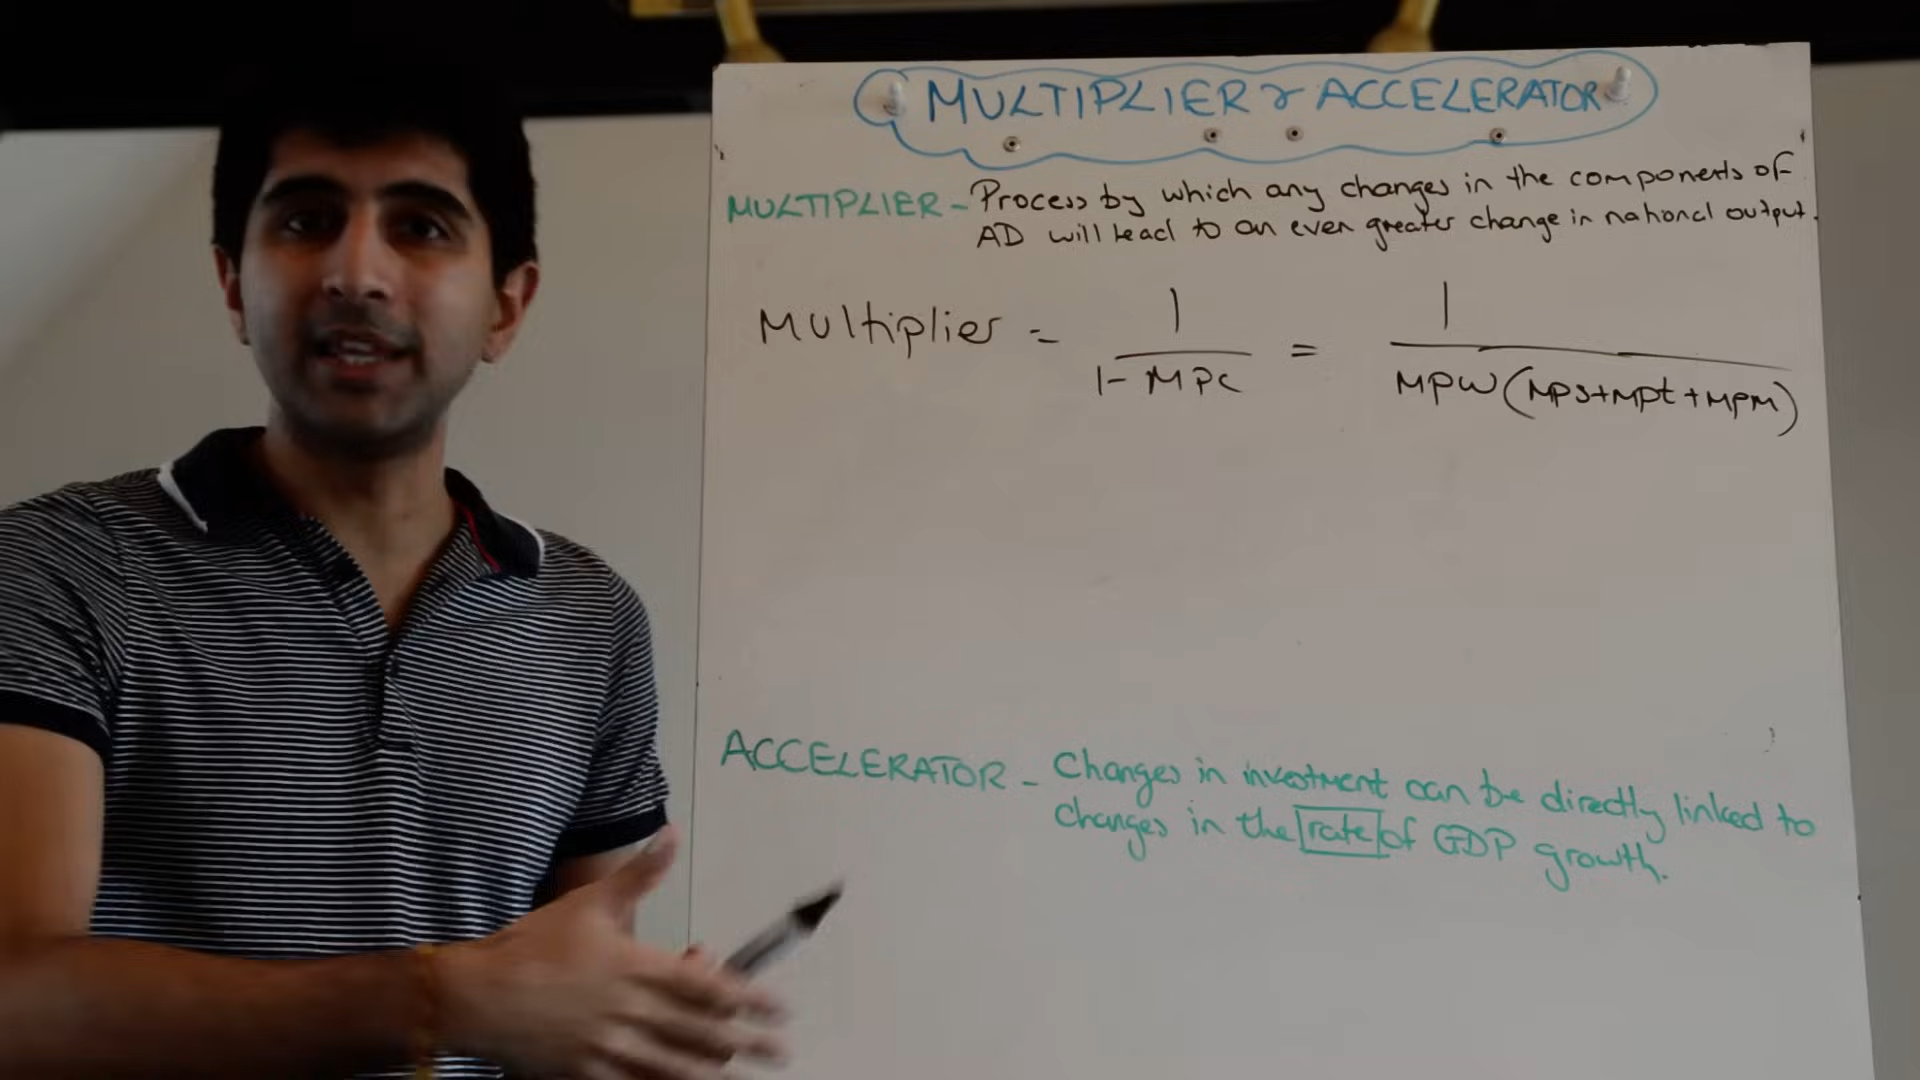 MULTIPLIER & ACCELERATOR
MULTIPLIER - Process by which any changes in the components of
AD will lead to an even greater change in national output.
Multiplier = 1 / 1 - MPC = 1 / MPW (MPS+MPt+MPM)
ACCELERATOR - Changes in investment can be directly linked to
changes in the rate of GDP growth.